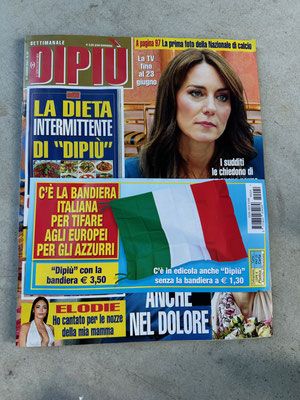 SETTIMANALE
DIPIÙ
A pagina 97 La prima foto della Nazionale di calcio
La TV
fino
al 23
giugno
LA DIETA
INTERMITTENTE
DI "DIPIÙ"
I sudditi
le chiedono di
C'È LA BANDIERA
ITALIANA
PER TIFARE
AGLI EUROPEI
PER GLI AZZURRI
"Dipiù" con la
bandiera € 3,50
C'è in edicola anche "Dipiù"
senza la bandiera a € 1,30
ELODIE
Ho cantato per le nozze
della mia mamma
ANCHE
NEL DOLORE